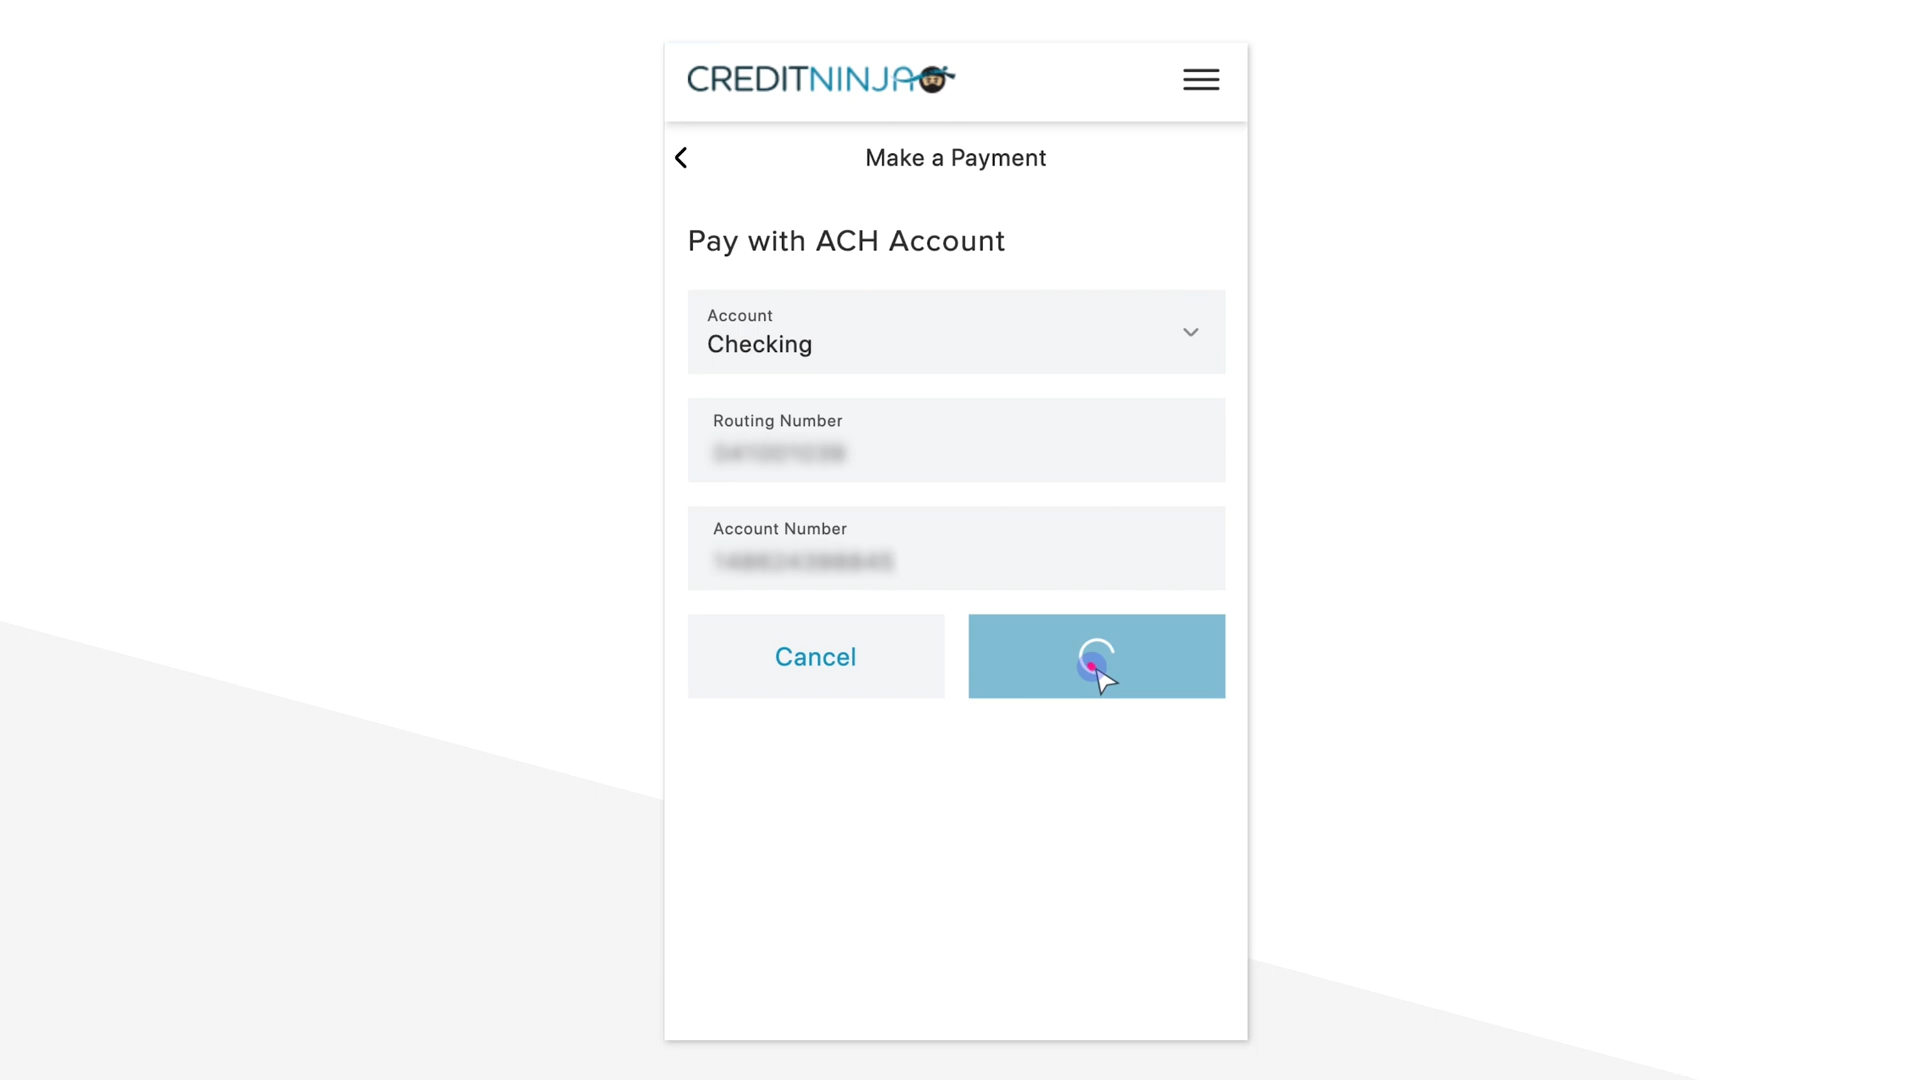 CREDITNINJA
Make a Payment
Pay with ACH Account
Account
Checking
Routing Number
Account Number
Cancel